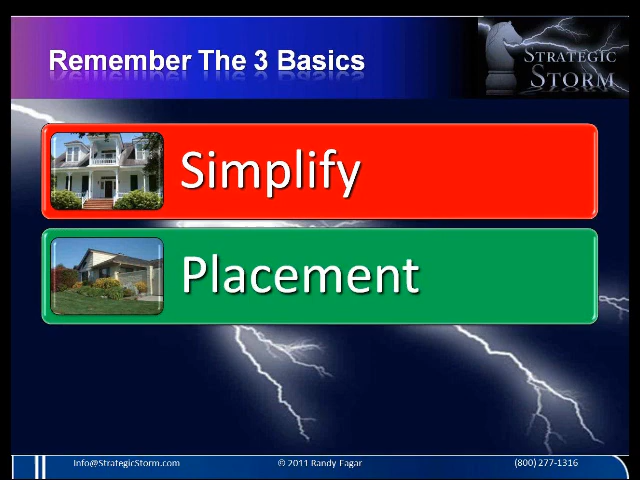 Remember The 3 Basics
STRATEGIC
STORM
Simplify
Placement
Info@StrategicStorm.com
© 2011 Randy Fagar
(800) 277-1316